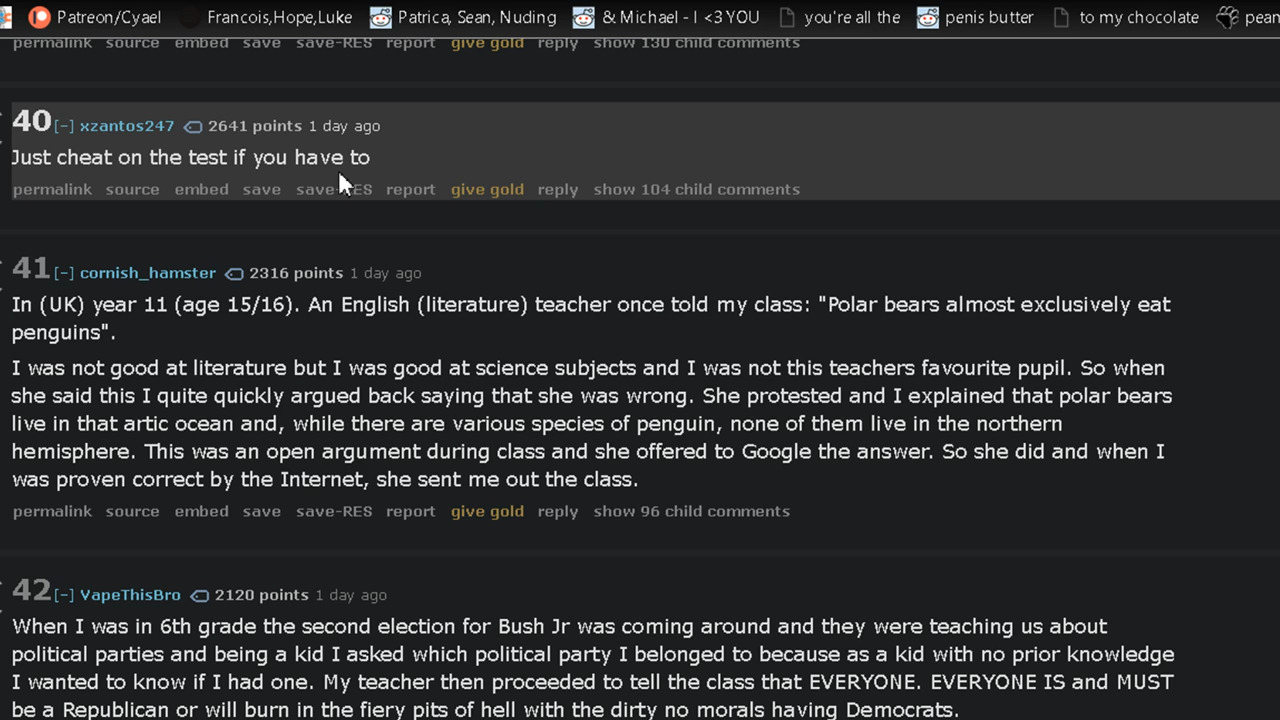 Patreon/Cyael Francois,Hope,Luke Patrica, Sean, Nuding & Michael - I <3 YOU you're all the penis butter to my chocolate pean
permalink source embed save save-RES report give gold show 130 child comments
40 [-] xzantos247 2641 points 1 day ago
Just cheat on the test if you have to
permalink source embed save save-RES report give gold reply show 104 child comments
41 [-] cornish_hamster 2316 points 1 day ago
In (UK) year 11 (age 15/16). An English (literature) teacher once told my class: "Polar bears almost exclusively eat
penguins".
I was not good at literature but I was good at science subjects and I was not this teachers favourite pupil. So when
she said this I quite quickly argued back saying that she was wrong. She protested and I explained that polar bears
live in that artic ocean and, while there are various species of penguin, none of them live in the northern
hemisphere. This was an open argument during class and she offered to Google the answer. So she did and when I
was proven correct by the Internet, she sent me out the class.
permalink source embed save save-RES report give gold reply show 96 child comments
42 [-] VapeThisBro 2120 points 1 day ago
When I was in 6th grade the second election for Bush Jr was coming around and they were teaching us about
political parties and being a kid I asked which political party I belonged to because as a kid with no prior knowledge
I wanted to know if I had one. My teacher then proceeded to tell the class that EVERYONE. EVERYONE IS and MUST
be a Republican or will burn in the fiery pits of hell with the dirty no morals having Democrats.